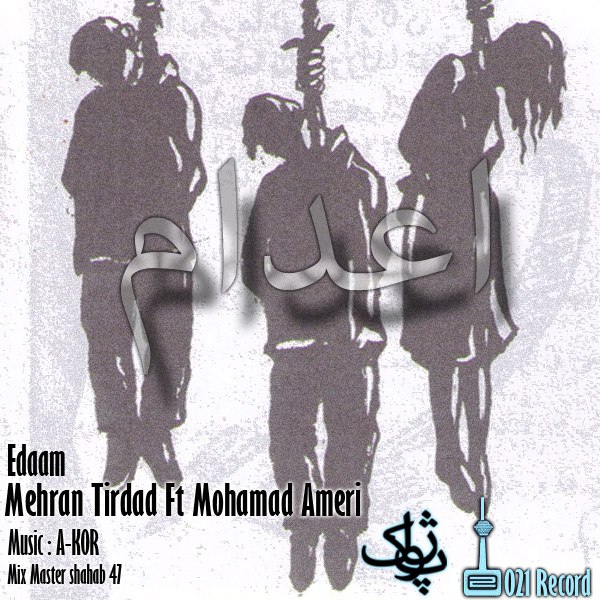 اعدام
Edaam
Mehran Tirdad Ft Mohamad Ameri
Music : A-KOR
Mix Master shahab 47
021 Record